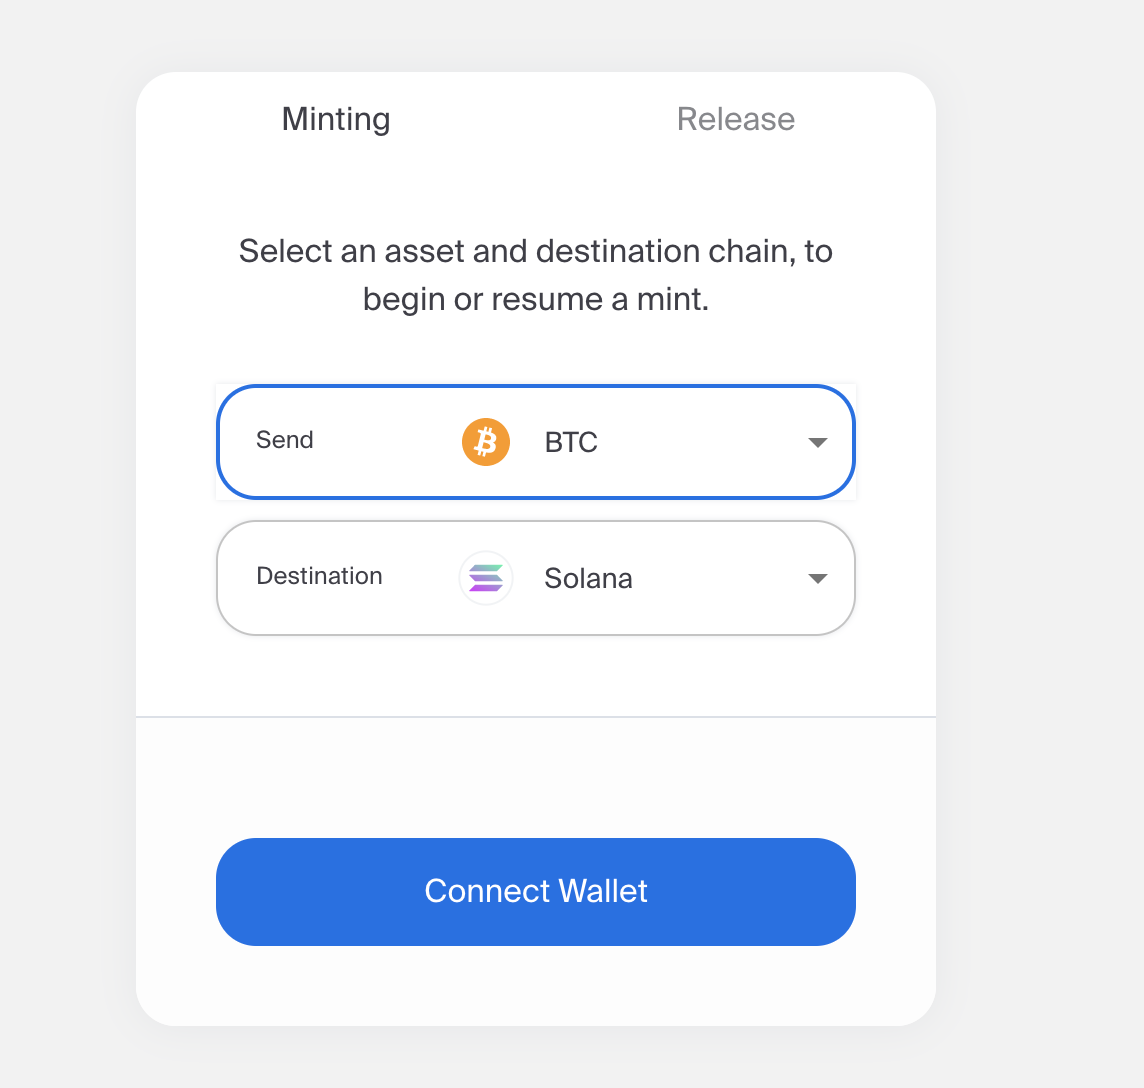 Minting
Release
Select an asset and destination chain, to
begin or resume a mint.
Send
BTC
Destination
Solana
Connect Wallet